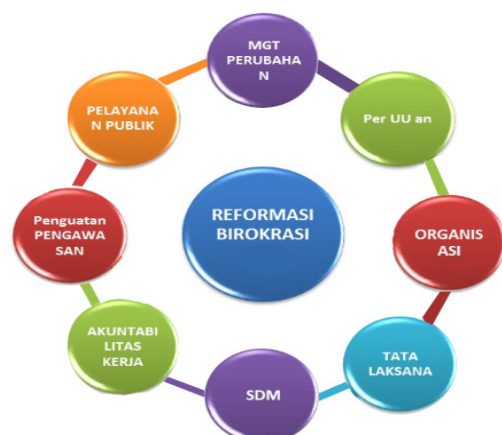 MGT
PERUBAHA
N
Per UU an
ORGANIS
ASI
TATA
LAKSANA
SDM
AKUNTABI
LITAS
KERJA
Penguatan
PENGAWA
SAN
PELAYANA
N PUBLIK
REFORMASI
BIROKRASI